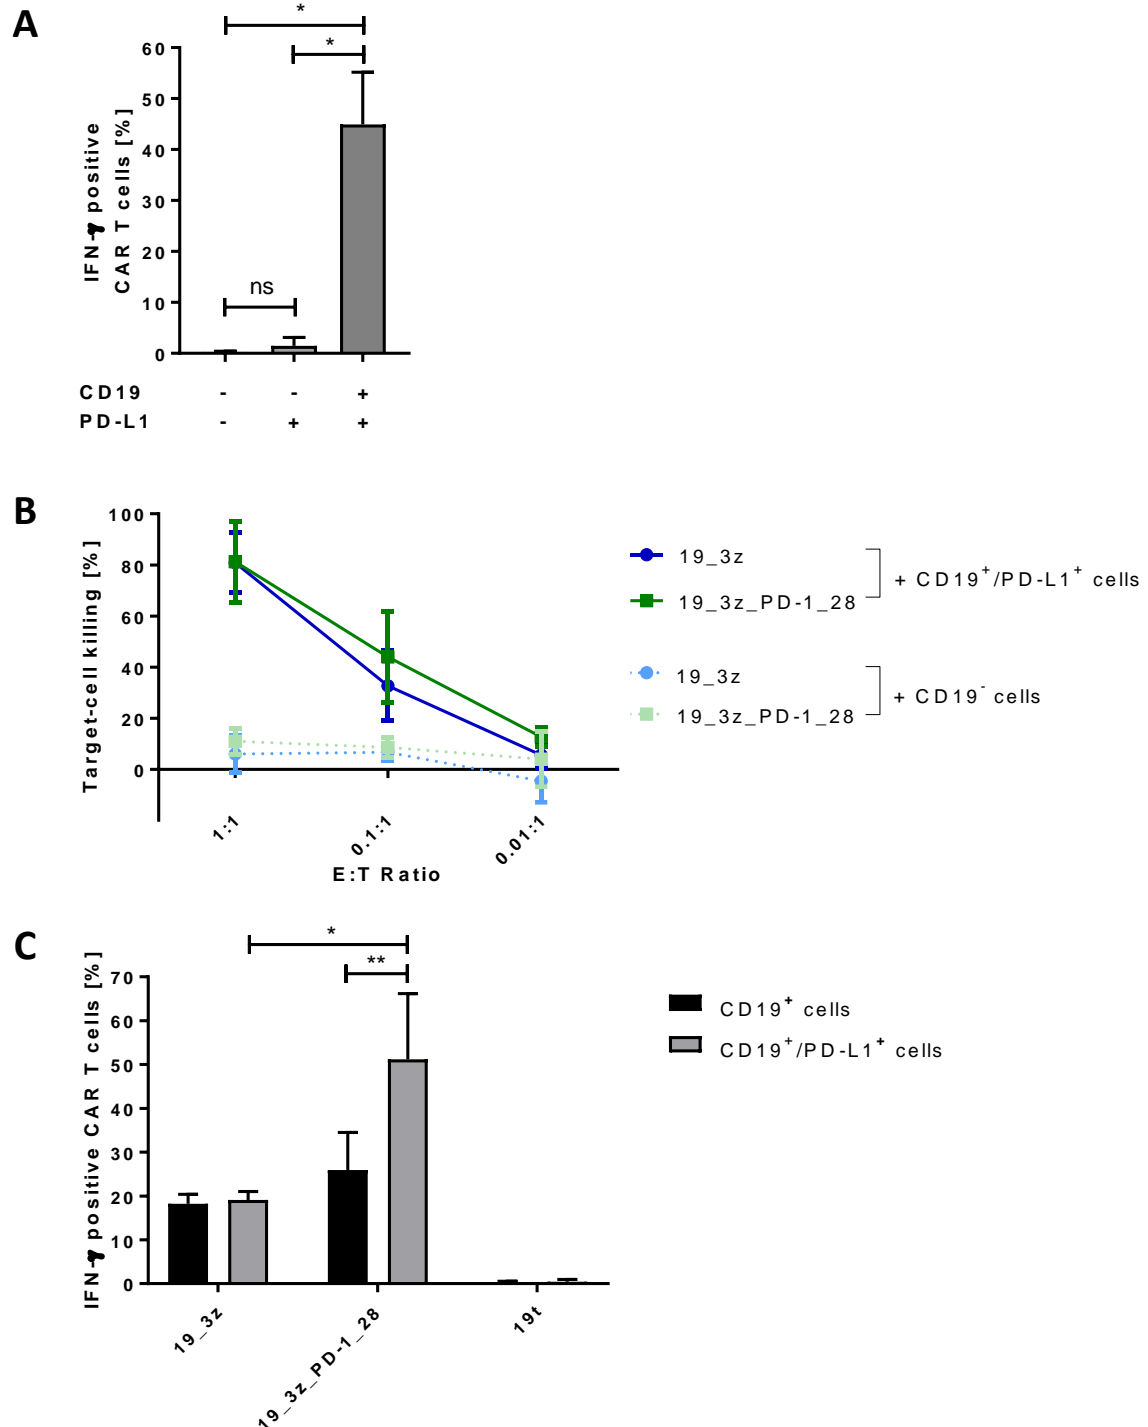 A
*
*
60
50
40
30
20
10
0
IFN-γ positive
CAR T cells [%]
ns
CD19 - - +
PD-L1 - + +
B
100
80
60
40
20
0
Target-cell killing [%]
1:1
0.1:1
0.01:1
E:T Ratio
19_3z
19_3z_PD-1_28
+ CD19⁺/PD-L1⁺ cells
19_3z
19_3z_PD-1_28
+ CD19⁻ cells
C
*
**
70
60
50
40
30
20
10
0
IFN-γ positive CAR T cells [%]
19_3z
19_3z_PD-1_28
19t
CD19⁺ cells
CD19⁺/PD-L1⁺ cells